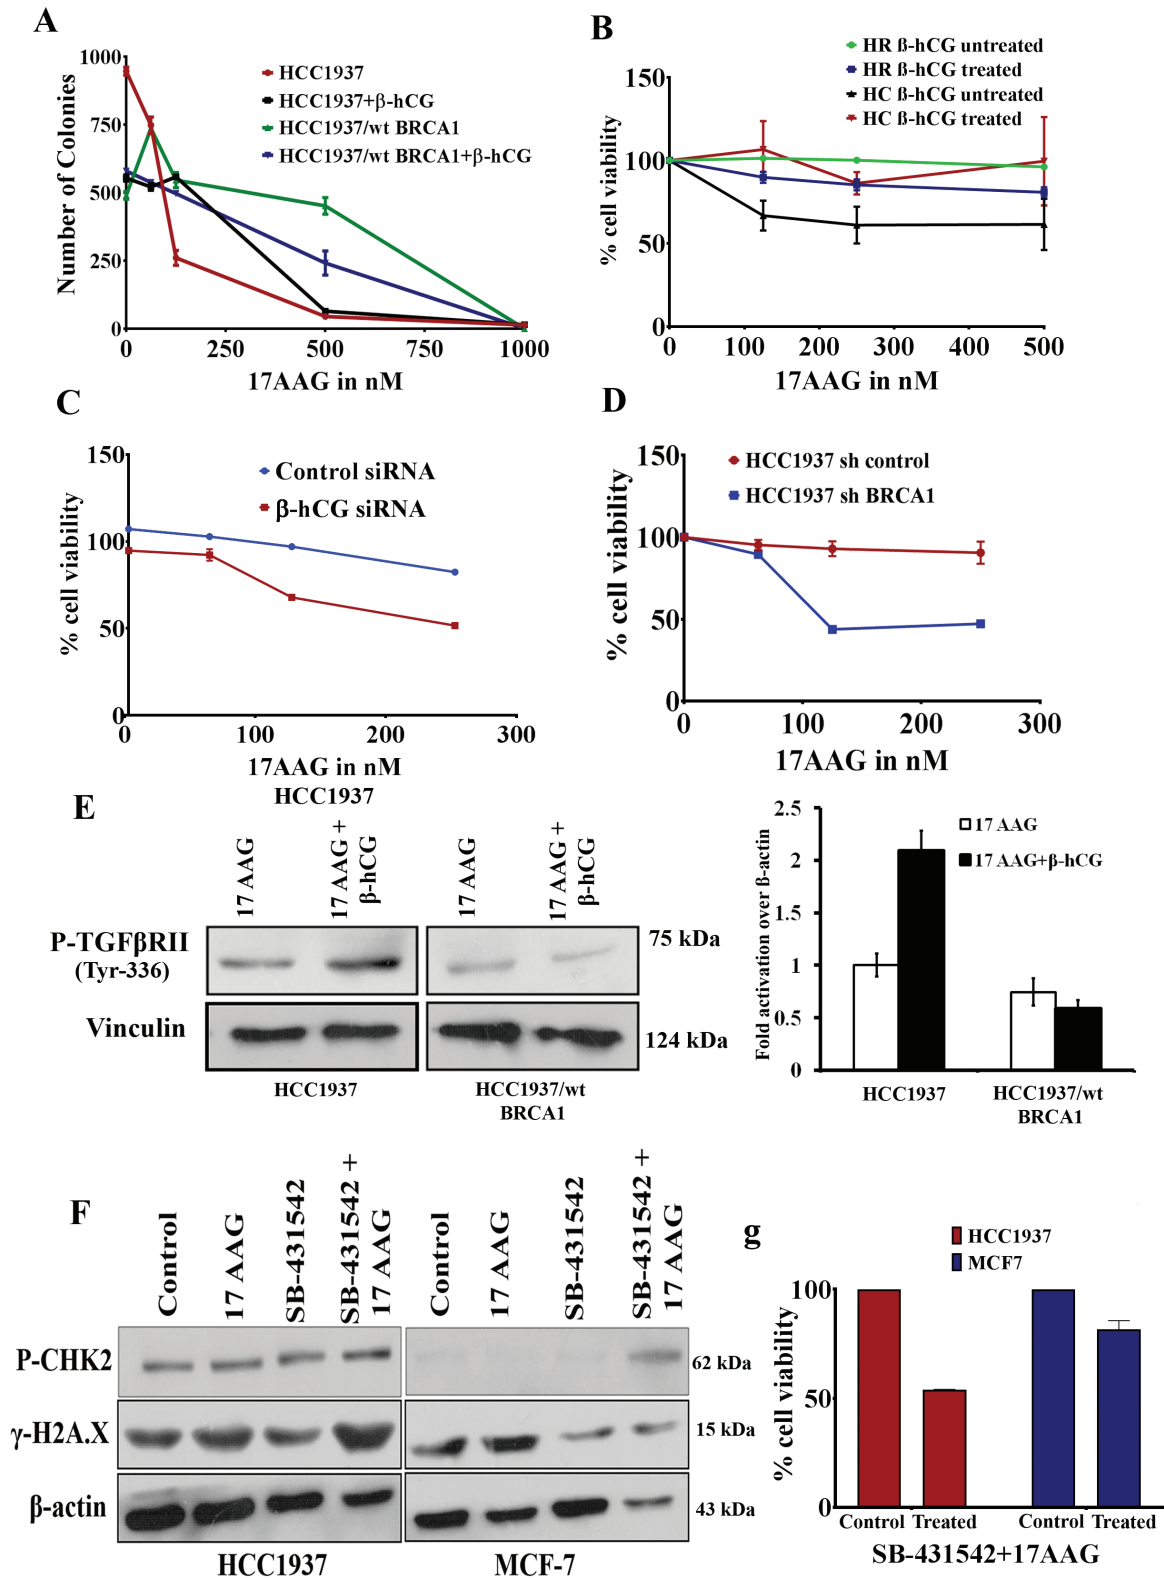 A
1000
750
500
250
0
Number of Colonies
HCC1937
HCC1937+β-hCG
HCC1937/wt BRCA1
HCC1937/wt BRCA1+β-hCG
0 250 500 750 1000
17AAG in nM
B
HR ß-hCG untreated
HR ß-hCG treated
HC ß-hCG untreated
HC ß-hCG treated
150
100
50
0
% cell viability
0 100 200 300 400 500
17AAG in nM
C
150
100
50
0
% cell viability
Control siRNA
β-hCG siRNA
0 100 200 300
17AAG in nM
HCC1937
D
150
100
50
0
% cell viability
HCC1937 sh control
HCC1937 sh BRCA1
0 100 200 300
17AAG in nM
E
17 AAG
17 AAG +
β-hCG
17 AAG
17 AAG +
β-hCG
P-TGFβRII
(Tyr-336)
75 kDa
Vinculin
124 kDa
HCC1937
HCC1937/wt
BRCA1
2.5
2
1.5
1
0.5
0
Fold activation over ß-actin
17 AAG
17 AAG+β-hCG
HCC1937
HCC1937/wt
BRCA1
F
Control
17 AAG
SB-431542
SB-431542 +
17 AAG
Control
17 AAG
SB-431542
SB-431542 +
17 AAG
P-CHK2
62 kDa
γ-H2A.X
15 kDa
β-actin
43 kDa
HCC1937
MCF-7
g
HCC1937
MCF7
100
50
0
% cell viability
Control Treated Control Treated
SB-431542+17AAG